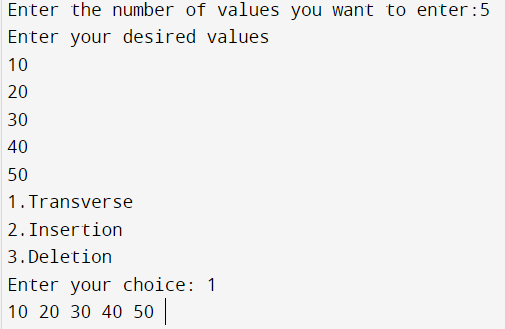 Enter the number of values you want to enter:5
Enter your desired values
10
20
30
40
50
1.Transverse
2.Insertion
3.Deletion
Enter your choice: 1
10 20 30 40 50